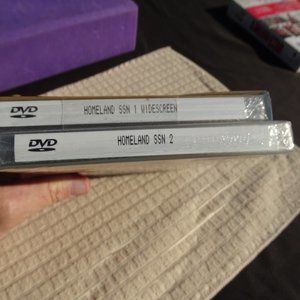 DVD HOMELAND SSN 1 WIDESCREEN
DVD HOMELAND SSN 2